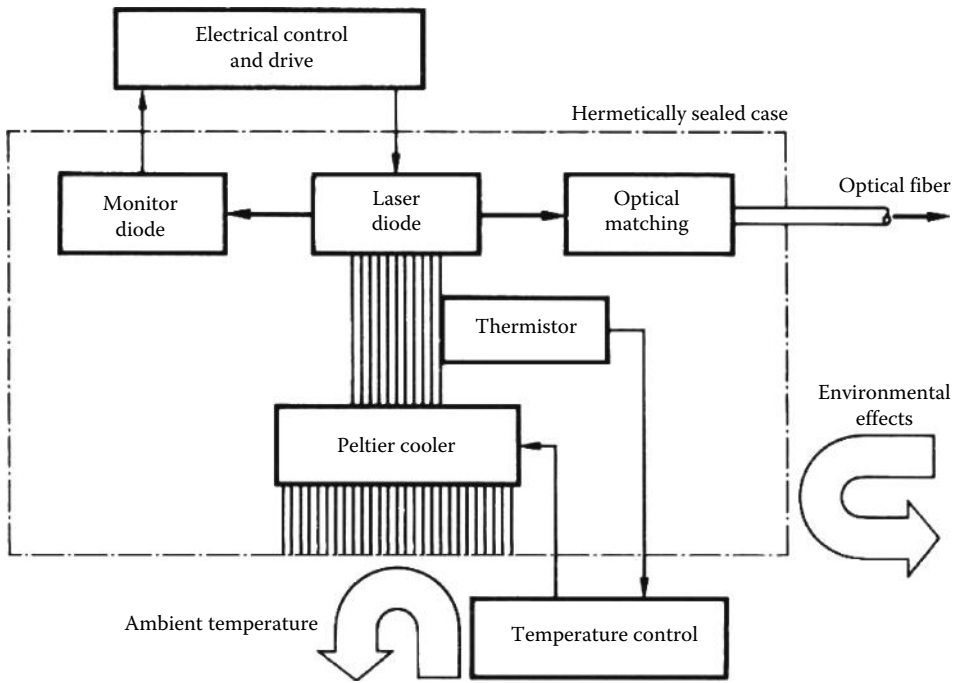 Electrical control
and drive
Hermetically sealed case
Monitor
diode
Laser
diode
Optical
matching
Optical fiber
Thermistor
Environmental
effects
Peltier cooler
Ambient temperature
Temperature control